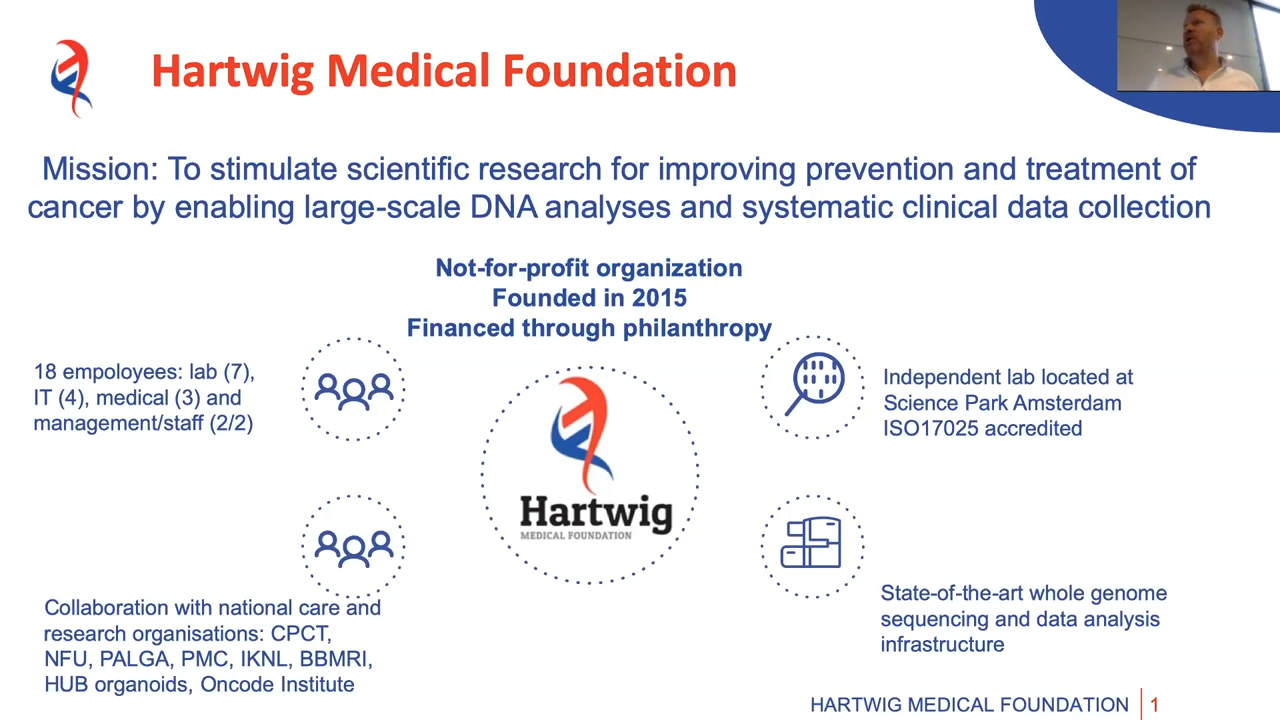 Hartwig Medical Foundation
Mission: To stimulate scientific research for improving prevention and treatment of
cancer by enabling large-scale DNA analyses and systematic clinical data collection
Not-for-profit organization
Founded in 2015
Financed through philanthropy
18 empoloyees: lab (7),
IT (4), medical (3) and
management/staff (2/2)
Independent lab located at
Science Park Amsterdam
ISO17025 accredited
Hartwig
MEDICAL FOUNDATION
Collaboration with national care and
research organisations: CPCT,
NFU, PALGA, PMC, IKNL, BBMRI,
HUB organoids, Oncode Institute
State-of-the-art whole genome
sequencing and data analysis
infrastructure
HARTWIG MEDICAL FOUNDATION 1